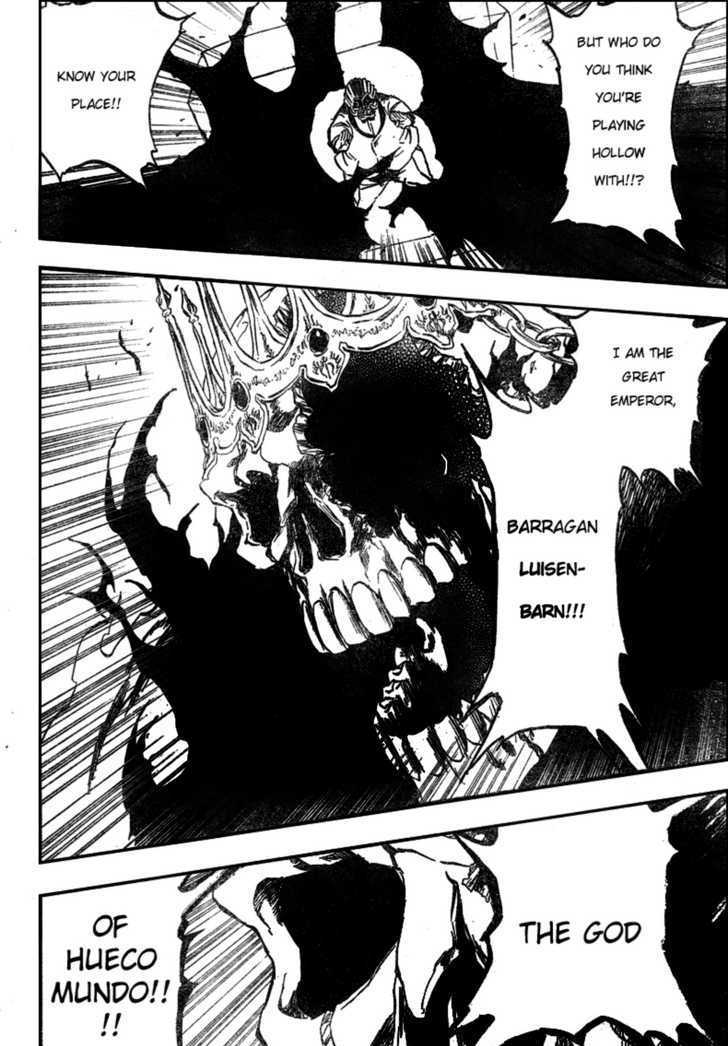 BUT WHO DO
YOU THINK
YOU'RE
PLAYING
HOLLOW
WITH!!?
KNOW YOUR
PLACE!!
I AM THE
GREAT
EMPEROR,
BARRAGAN
LUISEN-
BARN!!!
THE GOD
OF
HUECO
MUNDO!!
!!